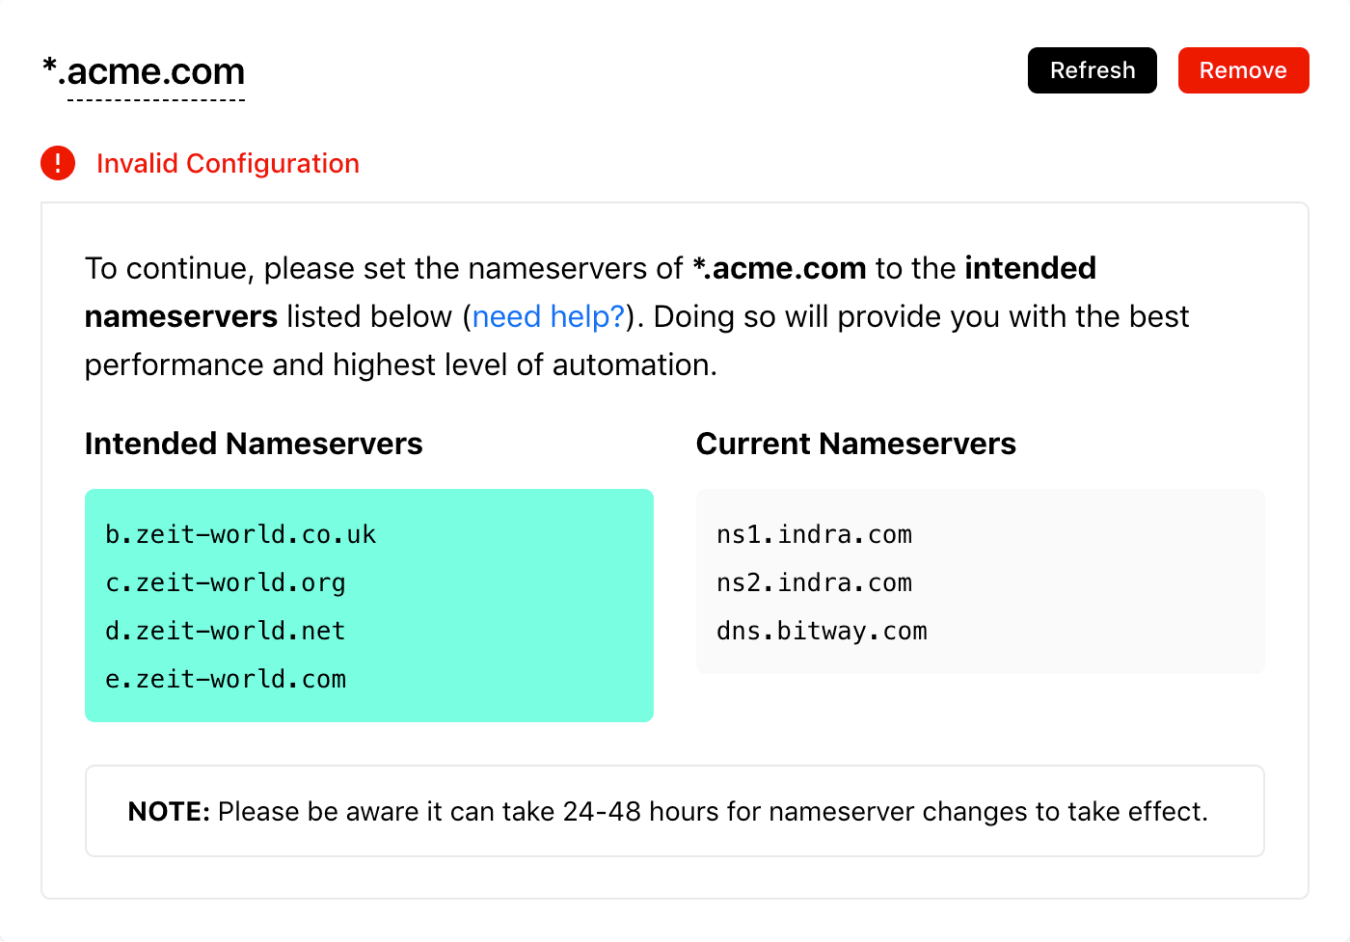 *.acme.com
Refresh
Remove
! Invalid Configuration
To continue, please set the nameservers of *.acme.com to the intended
nameservers listed below (need help?). Doing so will provide you with the best
performance and highest level of automation.
Intended Nameservers
b.zeit-world.co.uk
c.zeit-world.org
d.zeit-world.net
e.zeit-world.com
Current Nameservers
ns1.indra.com
ns2.indra.com
dns.bitway.com
NOTE: Please be aware it can take 24-48 hours for nameserver changes to take effect.